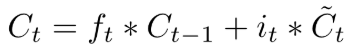 C_t = f_t * C_{t-1} + i_t * \tilde{C}_t